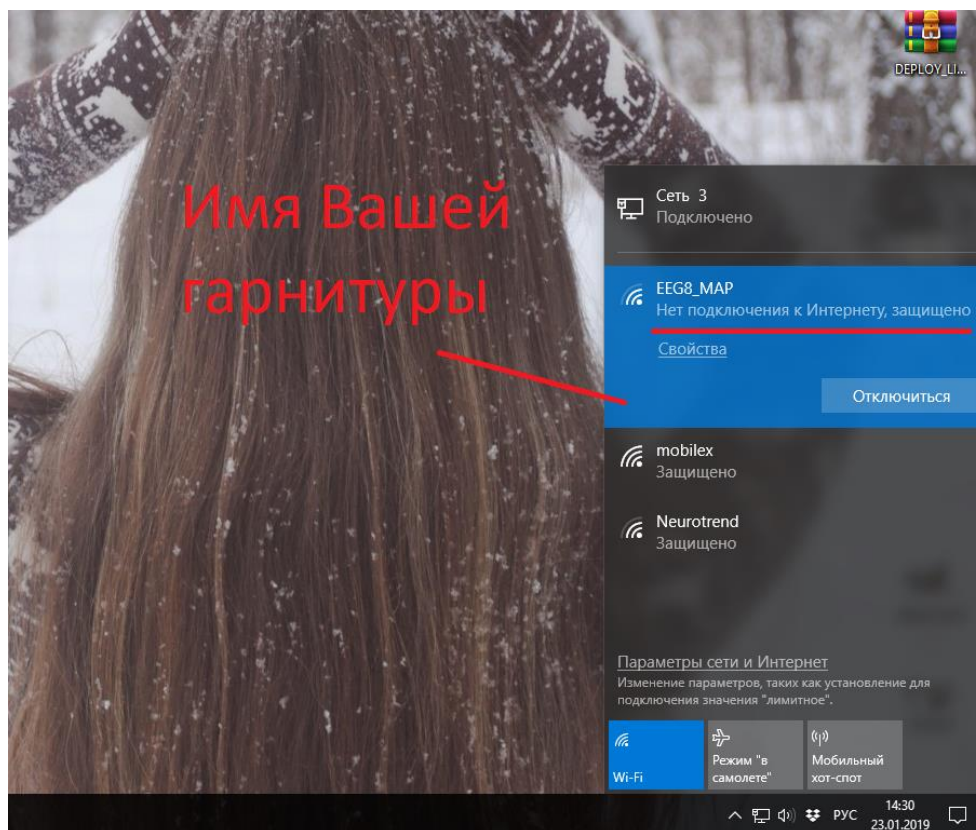 DEPLOY_LI...
Имя Вашей
гарнитуры
Сеть 3
Подключено
EEG8_MAP
Нет подключения к Интернету, защищено
Свойства
Отключиться
mobilex
Защищено
Neurotrend
Защищено
Параметры сети и Интернет
Изменение параметров, таких как установление для
подключения значения "лимитное".
Wi-Fi
Режим "в
самолете"
Мобильный
хот-спот
РУС
14:30
23.01.2019